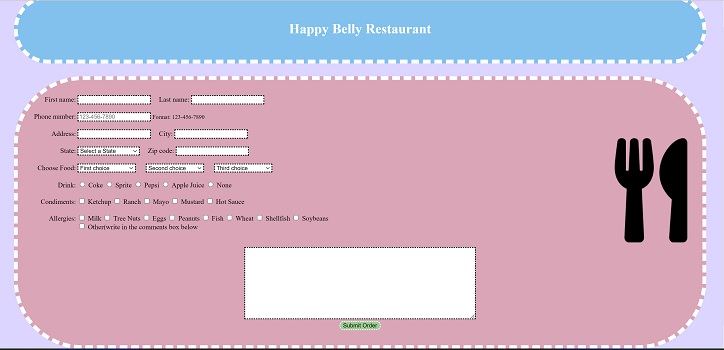 Happy Belly Restaurant
First name: Last name:
Phone number: 123-456-7890 Format: 123-456-7890
Address: City:
State: Select a State Zip code:
Choose Food: First choice Second choice Third choice
Drink: Coke Sprite Pepsi Apple Juice None
Condiments: Ketchup Ranch Mayo Mustard Hot Sauce
Allergies: Milk Tree Nuts Eggs Peanuts Fish Wheat Shellfish Soybeans
Other(write in the comments box below
Submit Order